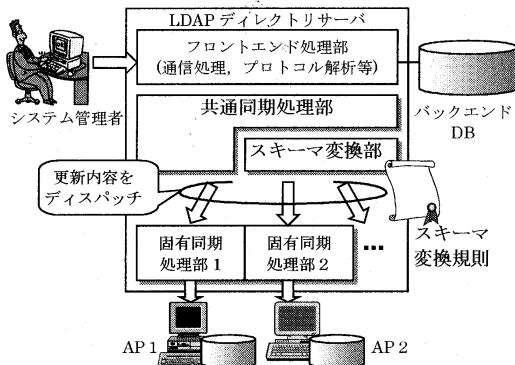 LDAP ディレクトリサーバ
フロントエンド処理部
(通信処理，プロトコル解析等)
システム管理者
共通同期処理部
バックエンド
DB
スキーマ変換部
更新内容を
ディスパッチ
固有同期
処理部 1
固有同期
処理部 2
…
スキーマ
変換規則
AP 1
AP 2